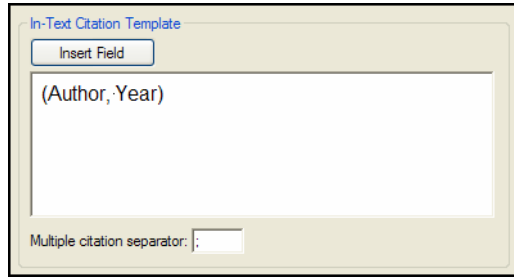 In-Text Citation Template
Insert Field
(Author,·Year)
Multiple citation separator: ;